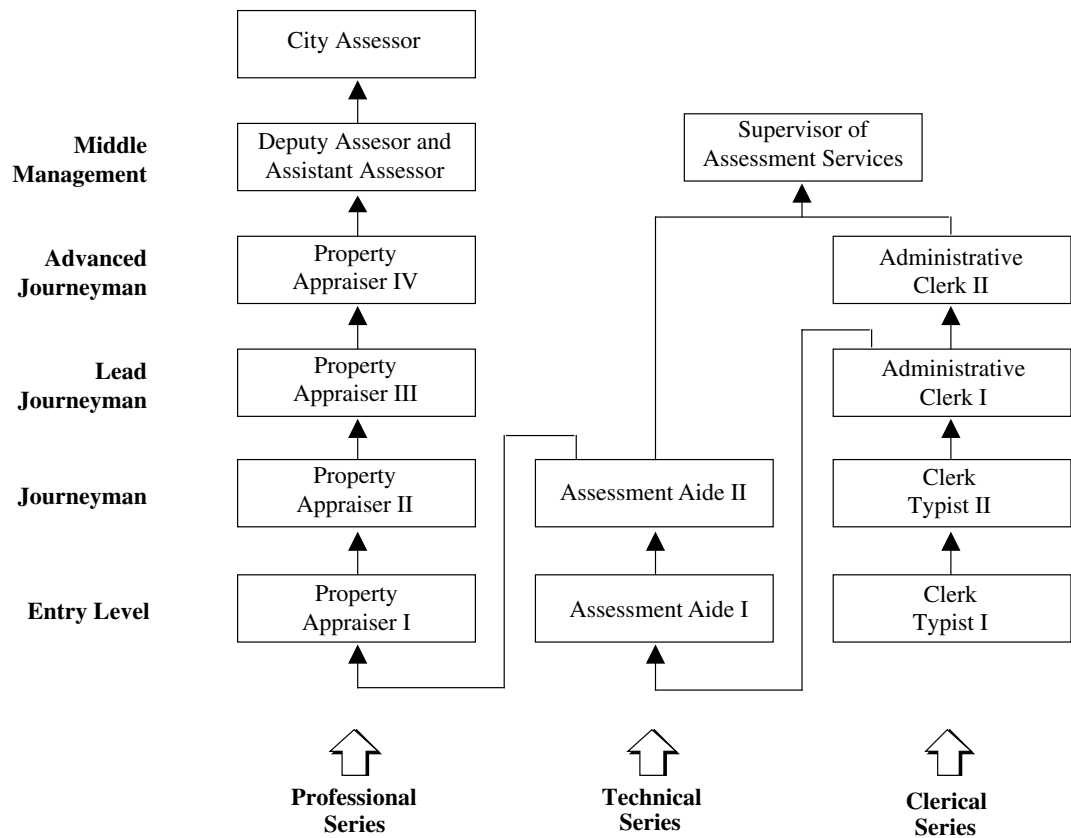 City Assessor
Middle
Management
Deputy Assesor and
Assistant Assessor
Supervisor of
Assessment Services
Advanced
Journeyman
Property
Appraiser IV
Administrative
Clerk II
Lead
Journeyman
Property
Appraiser III
Administrative
Clerk I
Journeyman
Property
Appraiser II
Assessment Aide II
Clerk
Typist II
Entry Level
Property
Appraiser I
Assessment Aide I
Clerk
Typist I
Professional
Series
Technical
Series
Clerical
Series